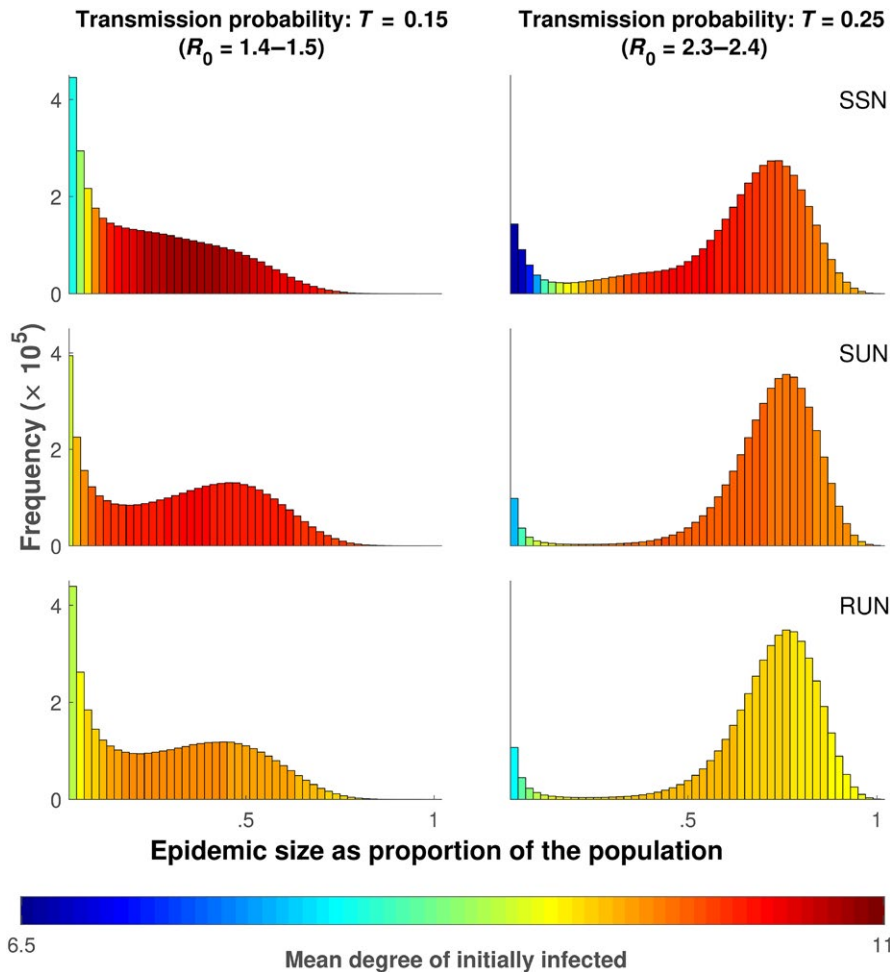 Transmission probability: T = 0.15
(R0 = 1.4–1.5)
Transmission probability: T = 0.25
(R0 = 2.3–2.4)
SSN
4
2
0
SUN
4
2
0
RUN
4
2
0
Frequency (× 10^5)
.5
1
.5
1
Epidemic size as proportion of the population
6.5
11
Mean degree of initially infected